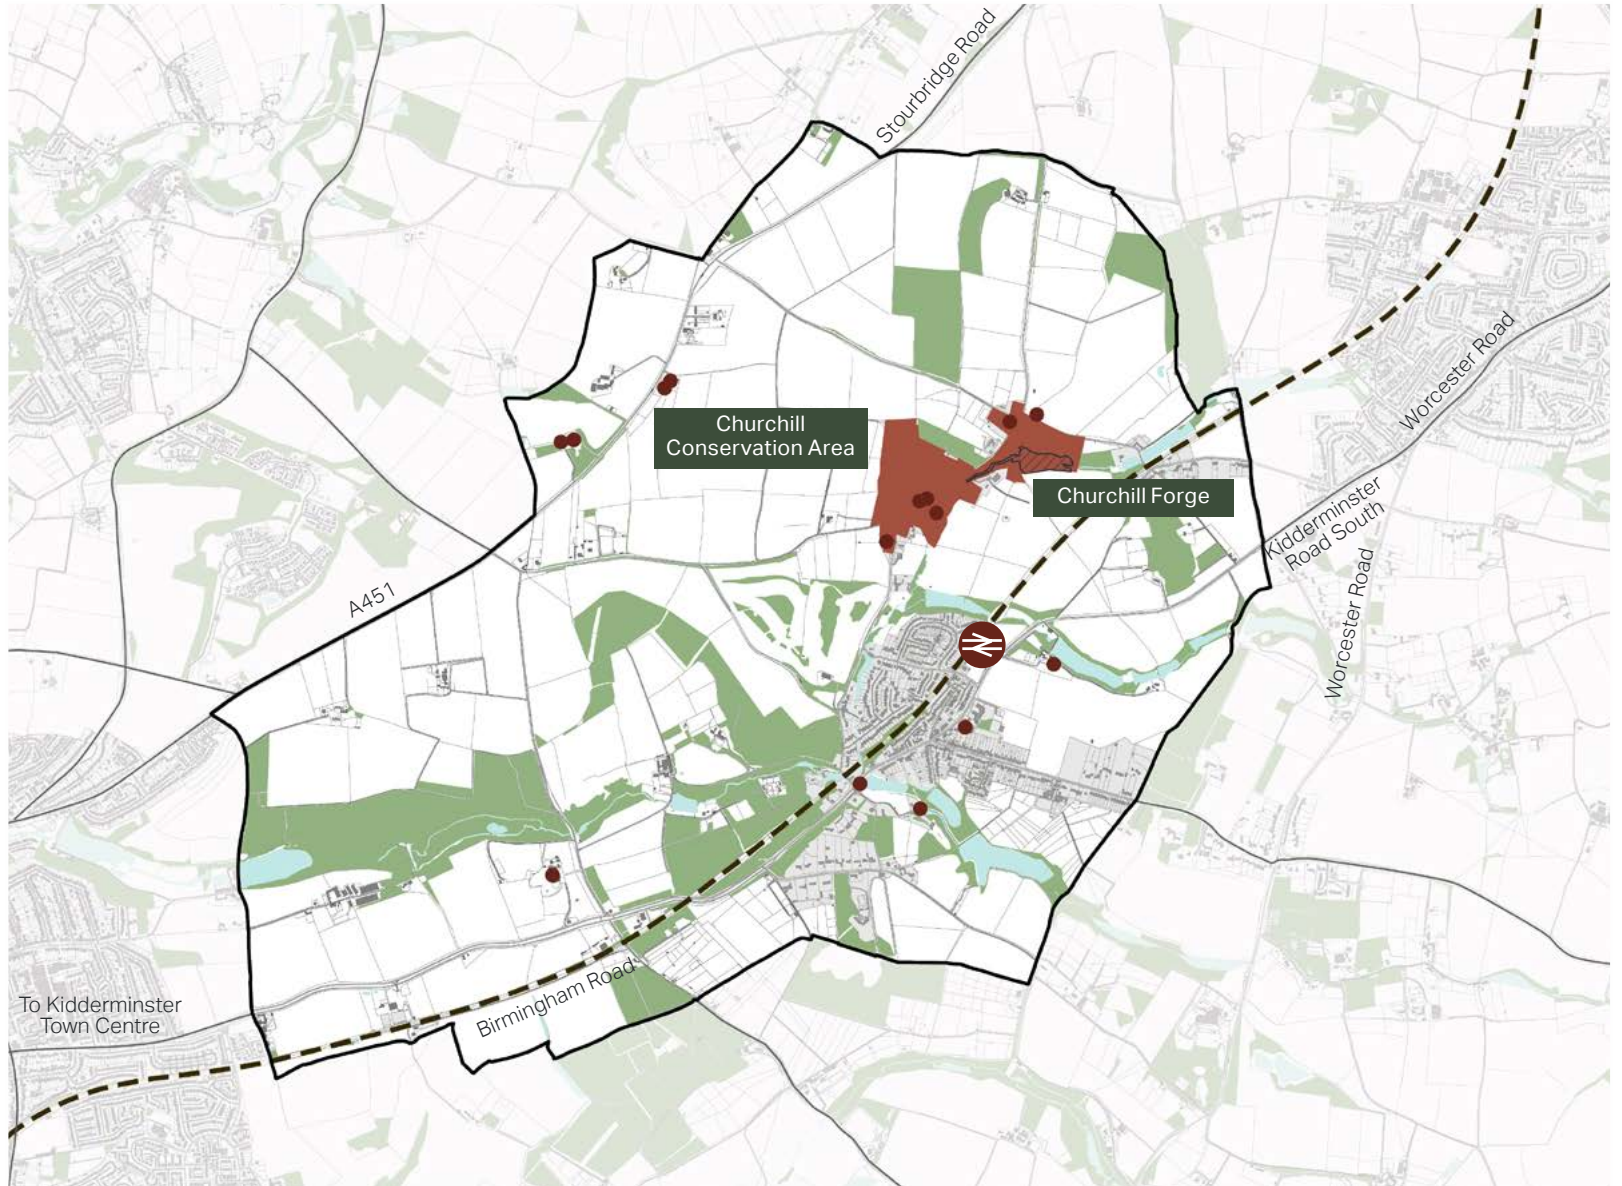 Stourbridge Road
Worcester Road
Churchill
Conservation Area
Churchill Forge
Kidderminster
Road South
Worcester Road
A451
Birmingham Road
To Kidderminster
Town Centre